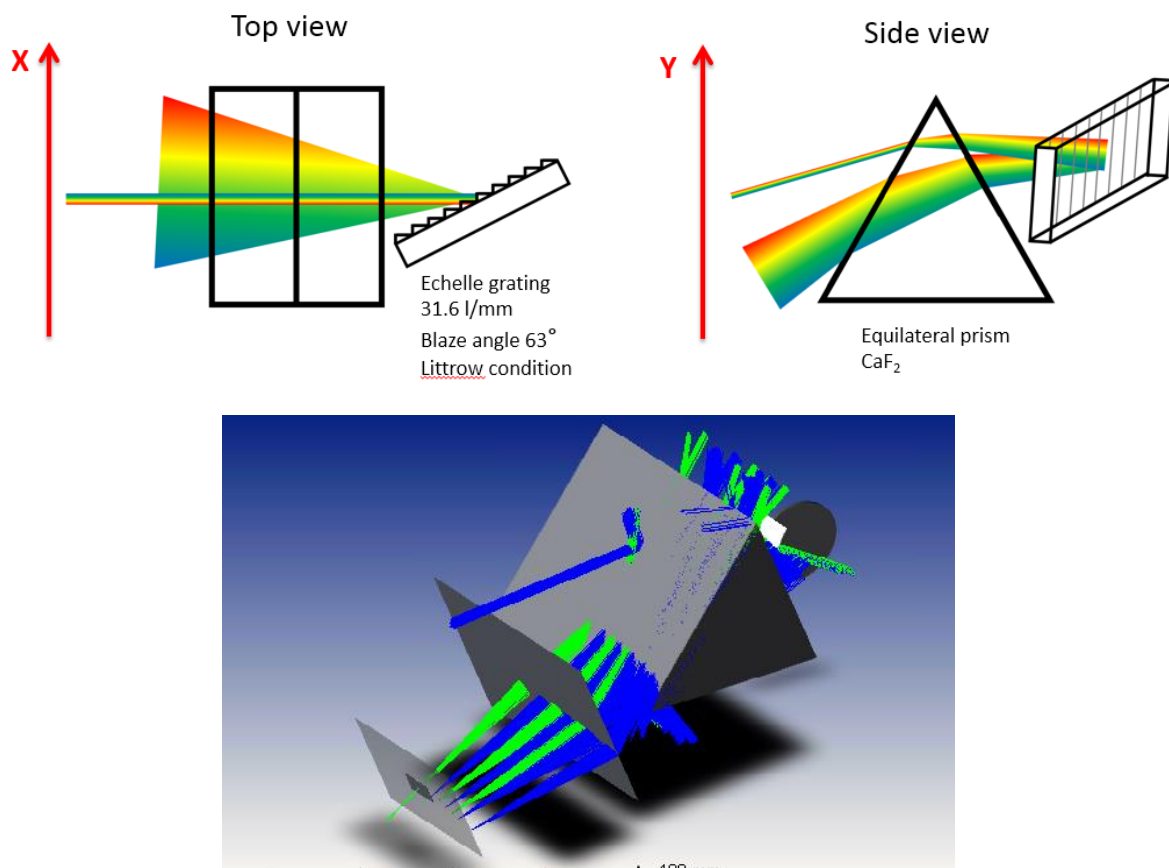 Top view
X
Echelle grating
31.6 l/mm
Blaze angle 63°
Littrow condition
Side view
Y
Equilateral prism
CaF₂